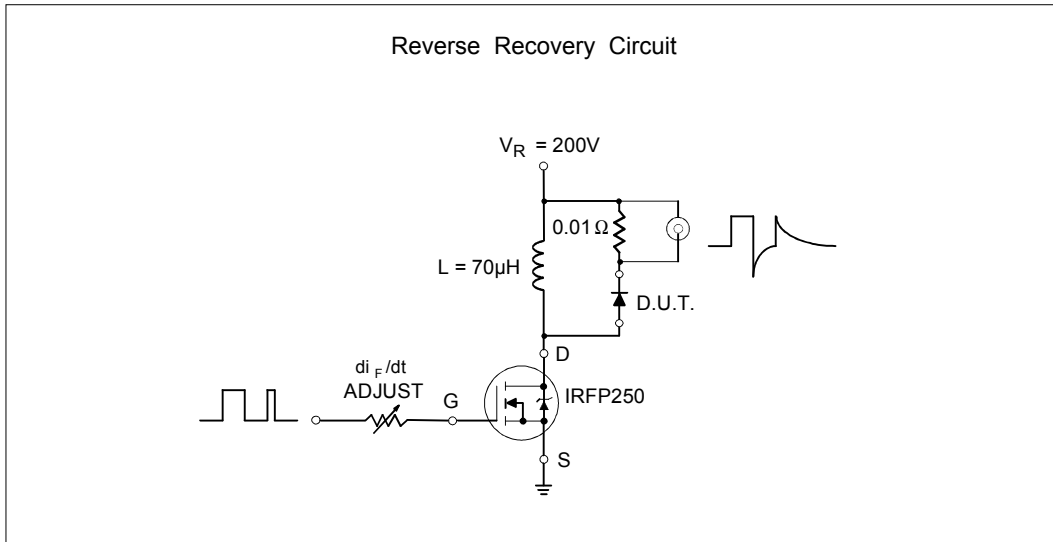 Reverse Recovery Circuit
V_R = 200V
0.01 Ω
L = 70µH
D.U.T.
D
di_F/dt
ADJUST
G
IRFP250
S